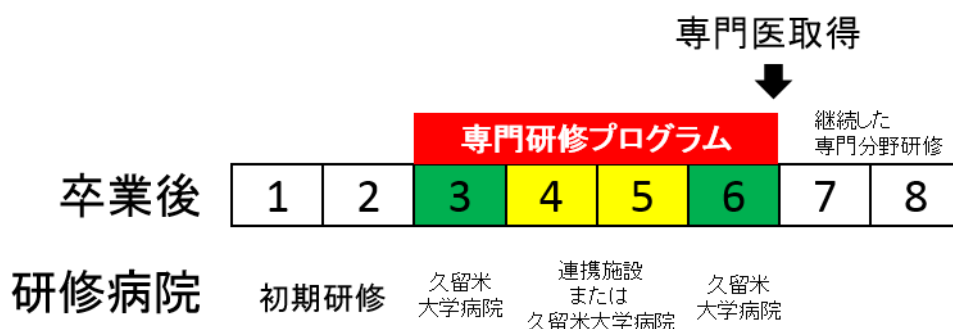 専門医取得
専門研修プログラム
継続した
専門分野研修
卒業後 1 2 3 4 5 6 7 8
研修病院
初期研修
久留米
大学病院
連携施設
または
久留米大学病院
久留米
大学病院